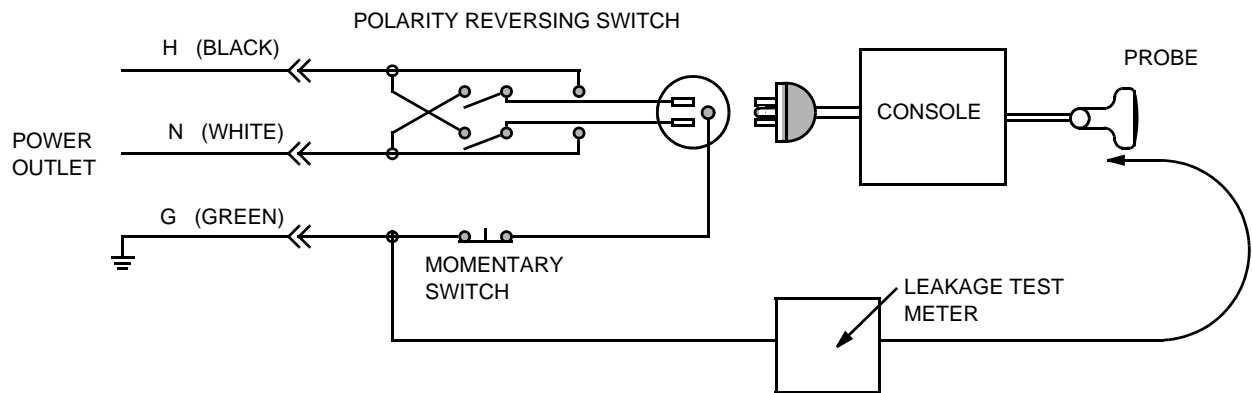 POLARITY REVERSING SWITCH
H (BLACK)
PROBE
CONSOLE
N (WHITE)
POWER
OUTLET
G (GREEN)
MOMENTARY
SWITCH
LEAKAGE TEST
METER